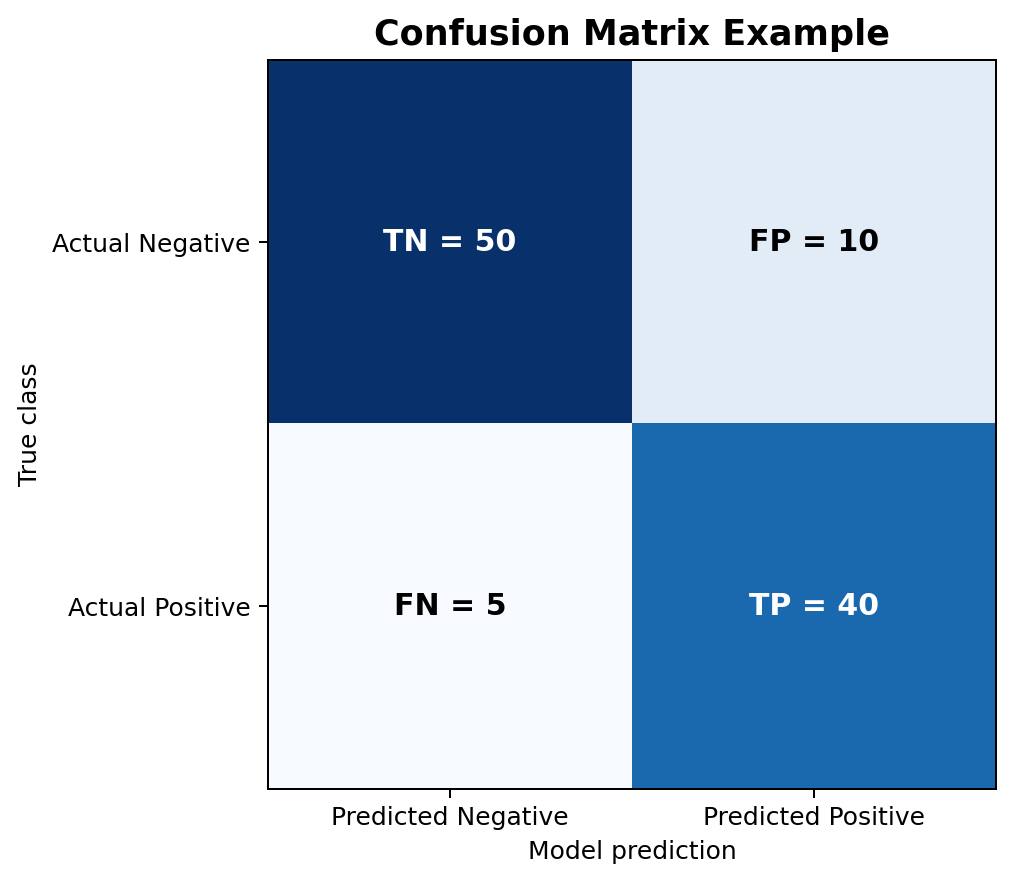 Confusion Matrix Example
Actual Negative
TN = 50
FP = 10
True class
Actual Positive
FN = 5
TP = 40
Predicted Negative
Predicted Positive
Model prediction